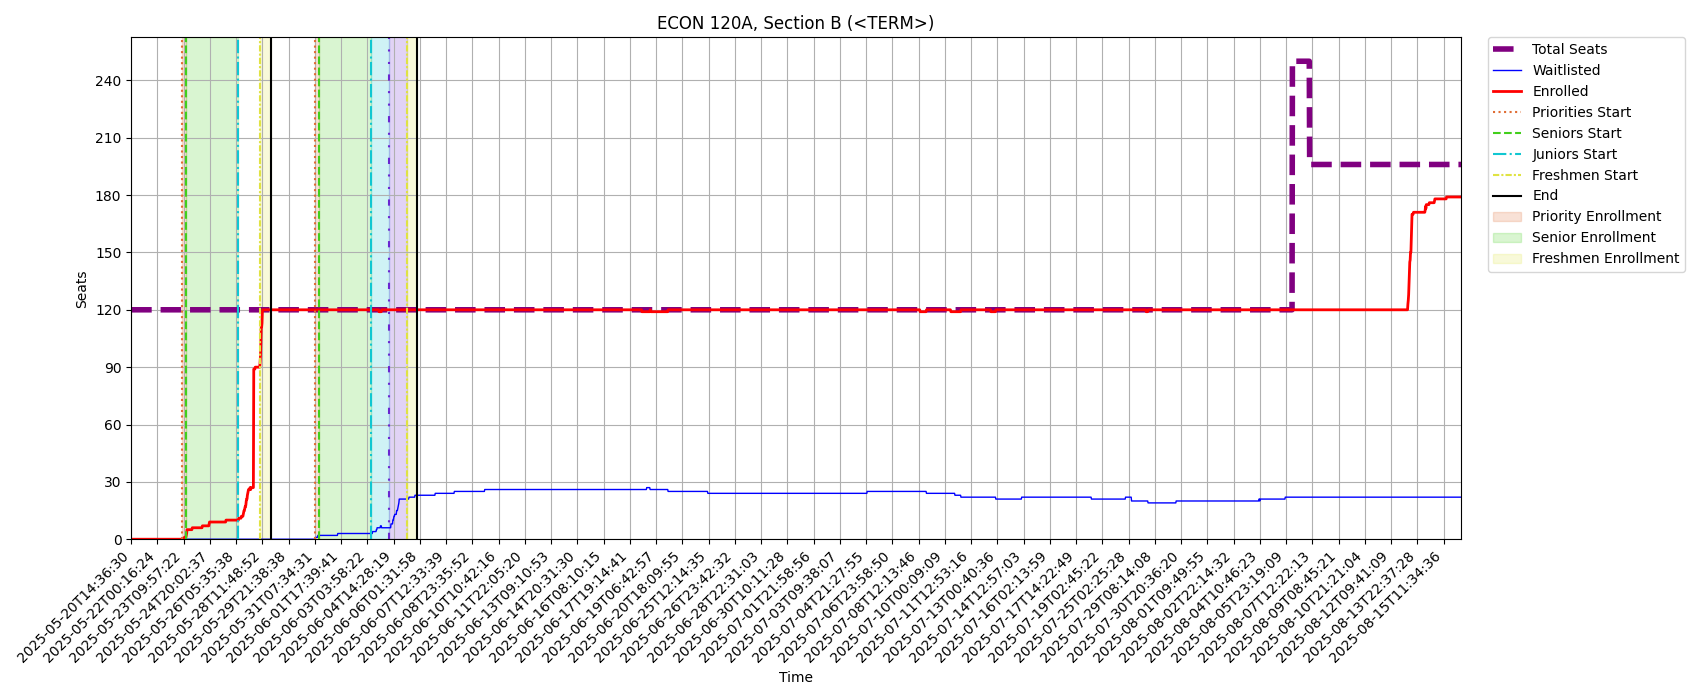 ECON 120A, Section B (<TERM>)
Total Seats
Waitlisted
Enrolled
Priorities Start
Seniors Start
Juniors Start
Freshmen Start
End
Priority Enrollment
Senior Enrollment
Freshmen Enrollment
Seats
240
210
180
150
120
90
60
30
0
2025-05-20T14:36:30
2025-05-22T00:16:24
2025-05-23T09:57:22
2025-05-24T20:02:37
2025-05-26T05:35:38
2025-05-28T11:48:52
2025-05-29T21:38:38
2025-05-31T07:34:31
2025-06-01T17:39:41
2025-06-03T03:58:22
2025-06-04T14:28:19
2025-06-06T01:31:58
2025-06-07T12:33:39
2025-06-08T23:35:52
2025-06-10T10:42:16
2025-06-11T22:05:20
2025-06-13T09:10:53
2025-06-14T20:31:30
2025-06-16T08:10:15
2025-06-17T19:14:41
2025-06-19T06:42:57
2025-06-20T18:09:55
2025-06-25T12:14:35
2025-06-26T23:42:32
2025-06-28T22:31:03
2025-06-30T10:11:28
2025-07-01T21:58:56
2025-07-03T09:38:07
2025-07-04T21:27:55
2025-07-06T23:58:50
2025-07-08T12:13:46
2025-07-10T00:09:09
2025-07-11T11:53:16
2025-07-13T00:40:36
2025-07-14T12:57:03
2025-07-16T02:13:59
2025-07-17T14:22:49
2025-07-19T02:45:22
2025-07-25T02:25:28
2025-07-29T08:14:08
2025-07-30T20:36:20
2025-08-01T09:49:55
2025-08-02T22:14:32
2025-08-04T10:46:23
2025-08-05T23:19:09
2025-08-07T12:22:13
2025-08-09T08:45:21
2025-08-10T21:21:04
2025-08-12T09:41:09
2025-08-13T22:37:28
2025-08-15T11:34:36
Time